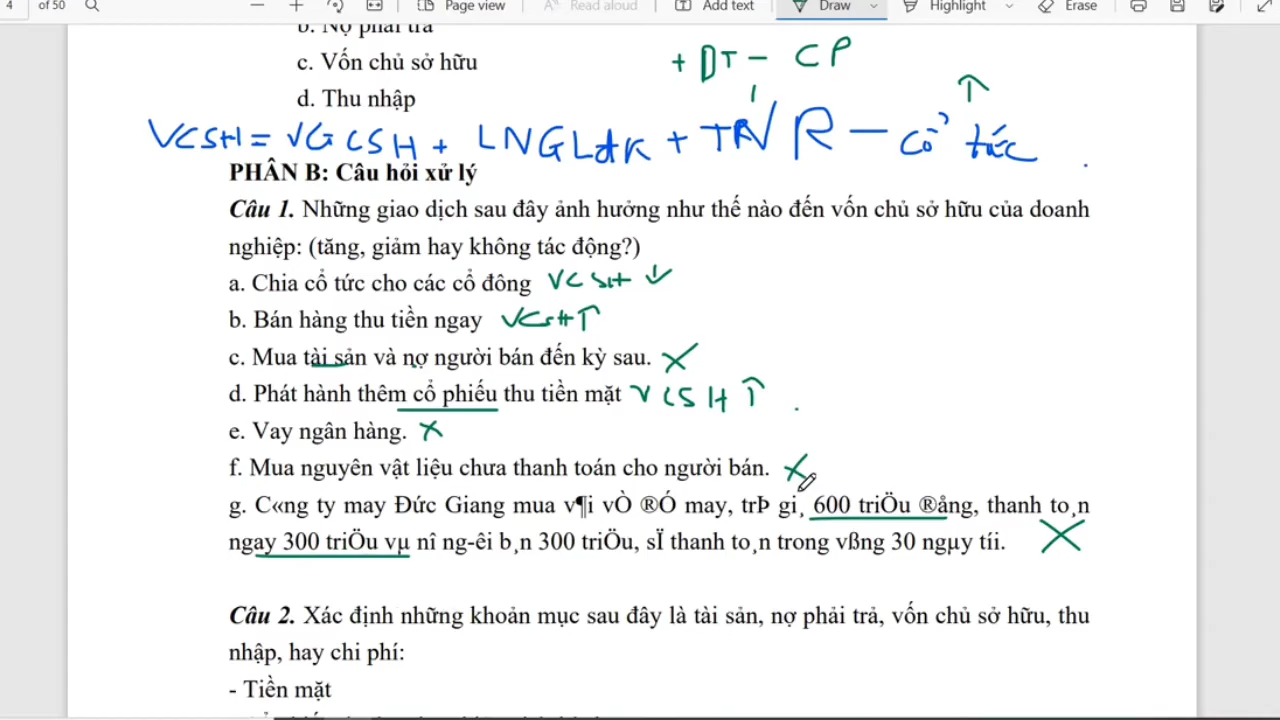 4 of 50 Page view Read aloud Add text Draw Highlight Erase
b. Nợ phải trả
c. Vốn chủ sở hữu
+ DT - CP
d. Thu nhập
VCSH = VGCSH + LNGLđK + TN R - cổ tức
PHẦN B: Câu hỏi xử lý
Câu 1. Những giao dịch sau đây ảnh hưởng như thế nào đến vốn chủ sở hữu của doanh
nghiệp: (tăng, giảm hay không tác động?)
a. Chia cổ tức cho các cổ đông VCSH ↓
b. Bán hàng thu tiền ngay VCSH ↑
c. Mua tài sản và nợ người bán đến kỳ sau. X
d. Phát hành thêm cổ phiếu thu tiền mặt VCSH ↑
e. Vay ngân hàng. X
f. Mua nguyên vật liệu chưa thanh toán cho người bán. X
g. C«ng ty may Đức Giang mua v¶i vÒ ®Ó may, trÞ gi¸ 600 triÖu ®ång, thanh to¸n
ngay 300 triÖu vµ nî ng-êi b¸n 300 triÖu, sÏ thanh to¸n trong vßng 30 ngµy tíi. X
Câu 2. Xác định những khoản mục sau đây là tài sản, nợ phải trả, vốn chủ sở hữu, thu
nhập, hay chi phí:
- Tiền mặt